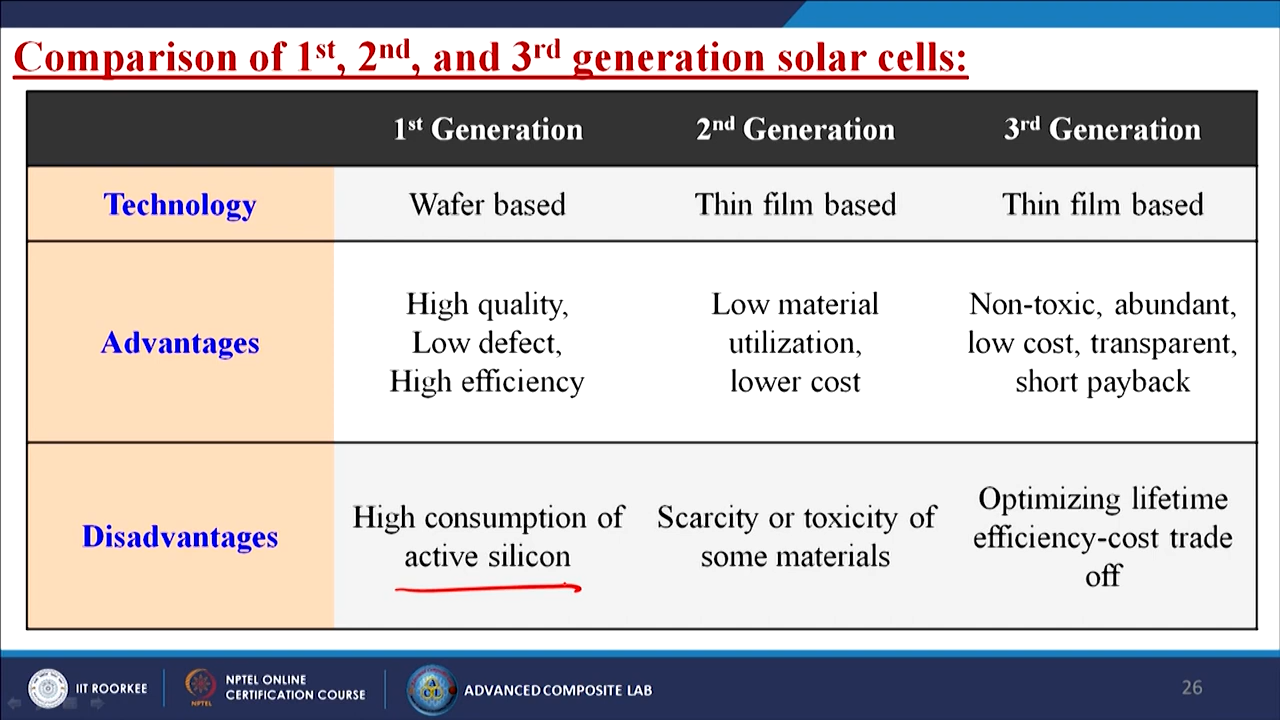 Comparison of 1st, 2nd, and 3rd generation solar cells:
1st Generation
2nd Generation
3rd Generation
Technology
Wafer based
Thin film based
Thin film based
Advantages
High quality,
Low defect,
High efficiency
Low material
utilization,
lower cost
Non-toxic, abundant,
low cost, transparent,
short payback
Disadvantages
High consumption of
active silicon
Scarcity or toxicity of
some materials
Optimizing lifetime
efficiency-cost trade
off
IIT ROORKEE
NPTEL
NPTEL ONLINE
CERTIFICATION COURSE
ACL
ADVANCED COMPOSITE LAB
26